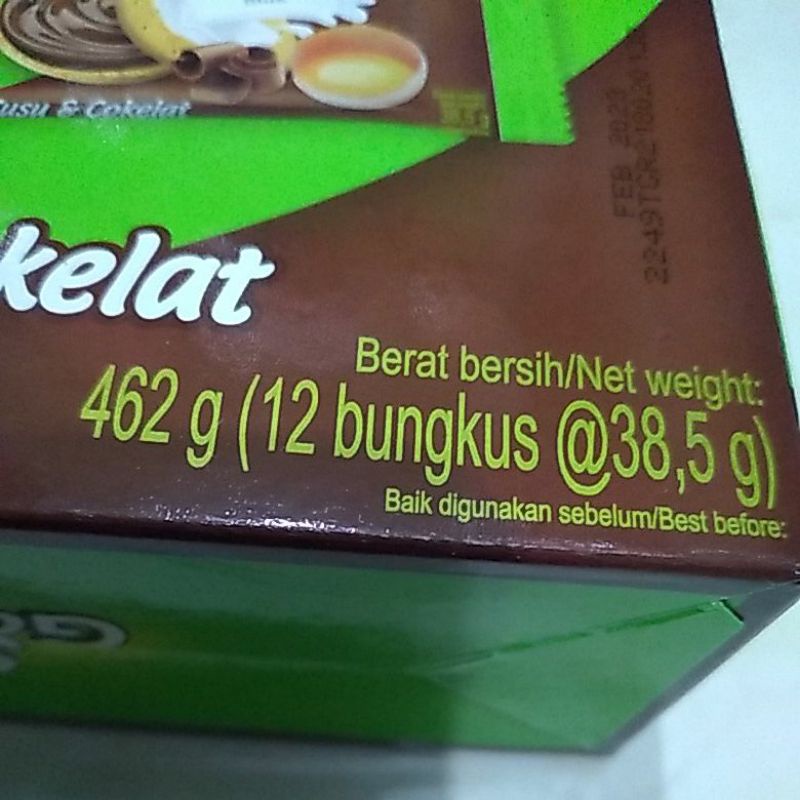 Susu & Cokelat
FEB 2023
kelat
Berat bersih/Net weight:
462 g (12 bungkus @38,5 g)
Baik digunakan sebelum/Best before: